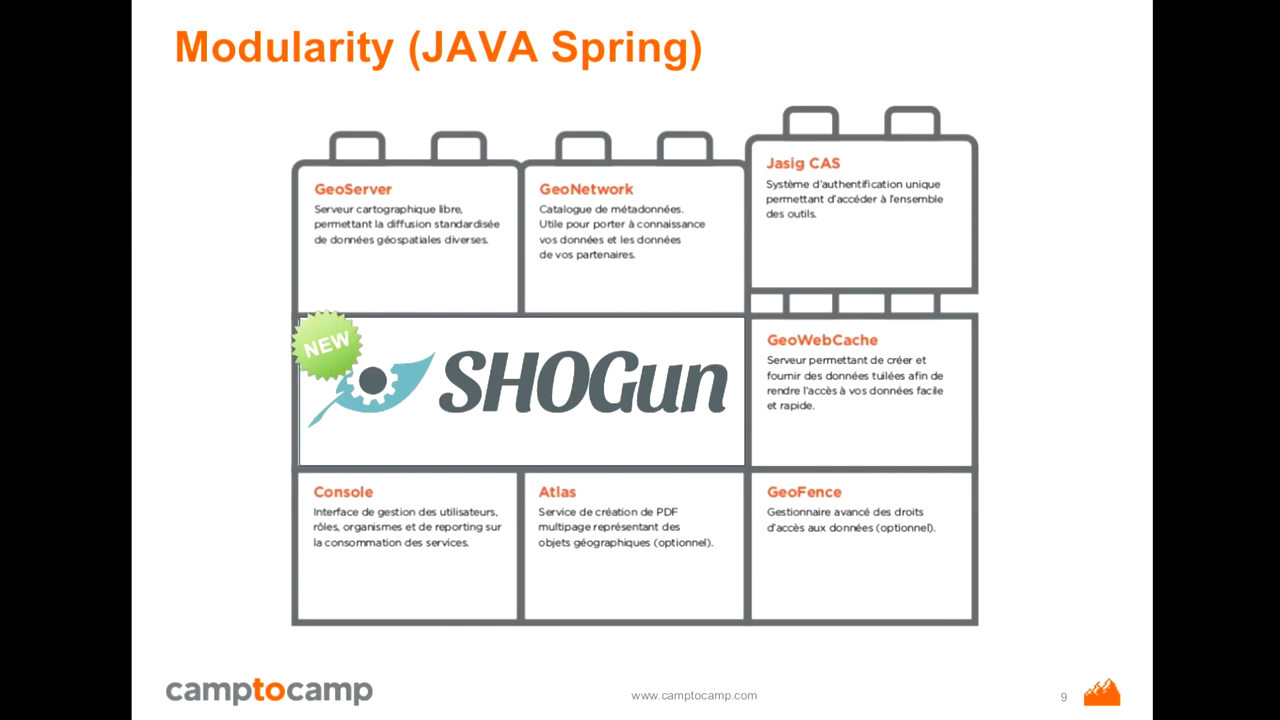 Modularity (JAVA Spring)
GeoServer
Serveur cartographique libre,
permettant la diffusion standardisée
de données géospatiales diverses.
GeoNetwork
Catalogue de métadonnées.
Utile pour porter à connaissance
vos données et les données
de vos partenaires.
Jasig CAS
Système d'authentification unique
permettant d'accéder à l'ensemble
des outils.
NEW
SHOGun
GeoWebCache
Serveur permettant de créer et
fournir des données tuilées afin de
rendre l'accès à vos données facile
et rapide.
Console
Interface de gestion des utilisateurs,
rôles, organismes et de reporting sur
la consommation des services.
Atlas
Service de création de PDF
multipage représentant des
objets géographiques (optionnel).
GeoFence
Gestionnaire avancé des droits
d'accès aux données (optionnel).
camptocamp
www.camptocamp.com
9